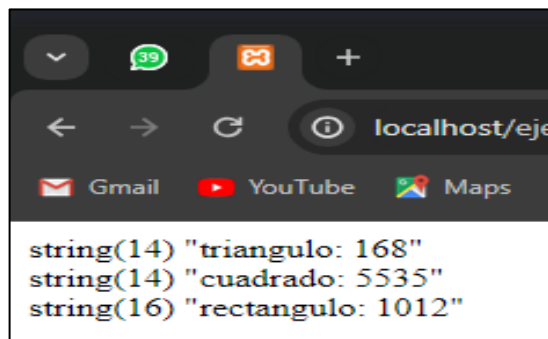 39
localhost/eje
Gmail YouTube Maps
string(14) "triangulo: 168"
string(14) "cuadrado: 5535"
string(16) "rectangulo: 1012"